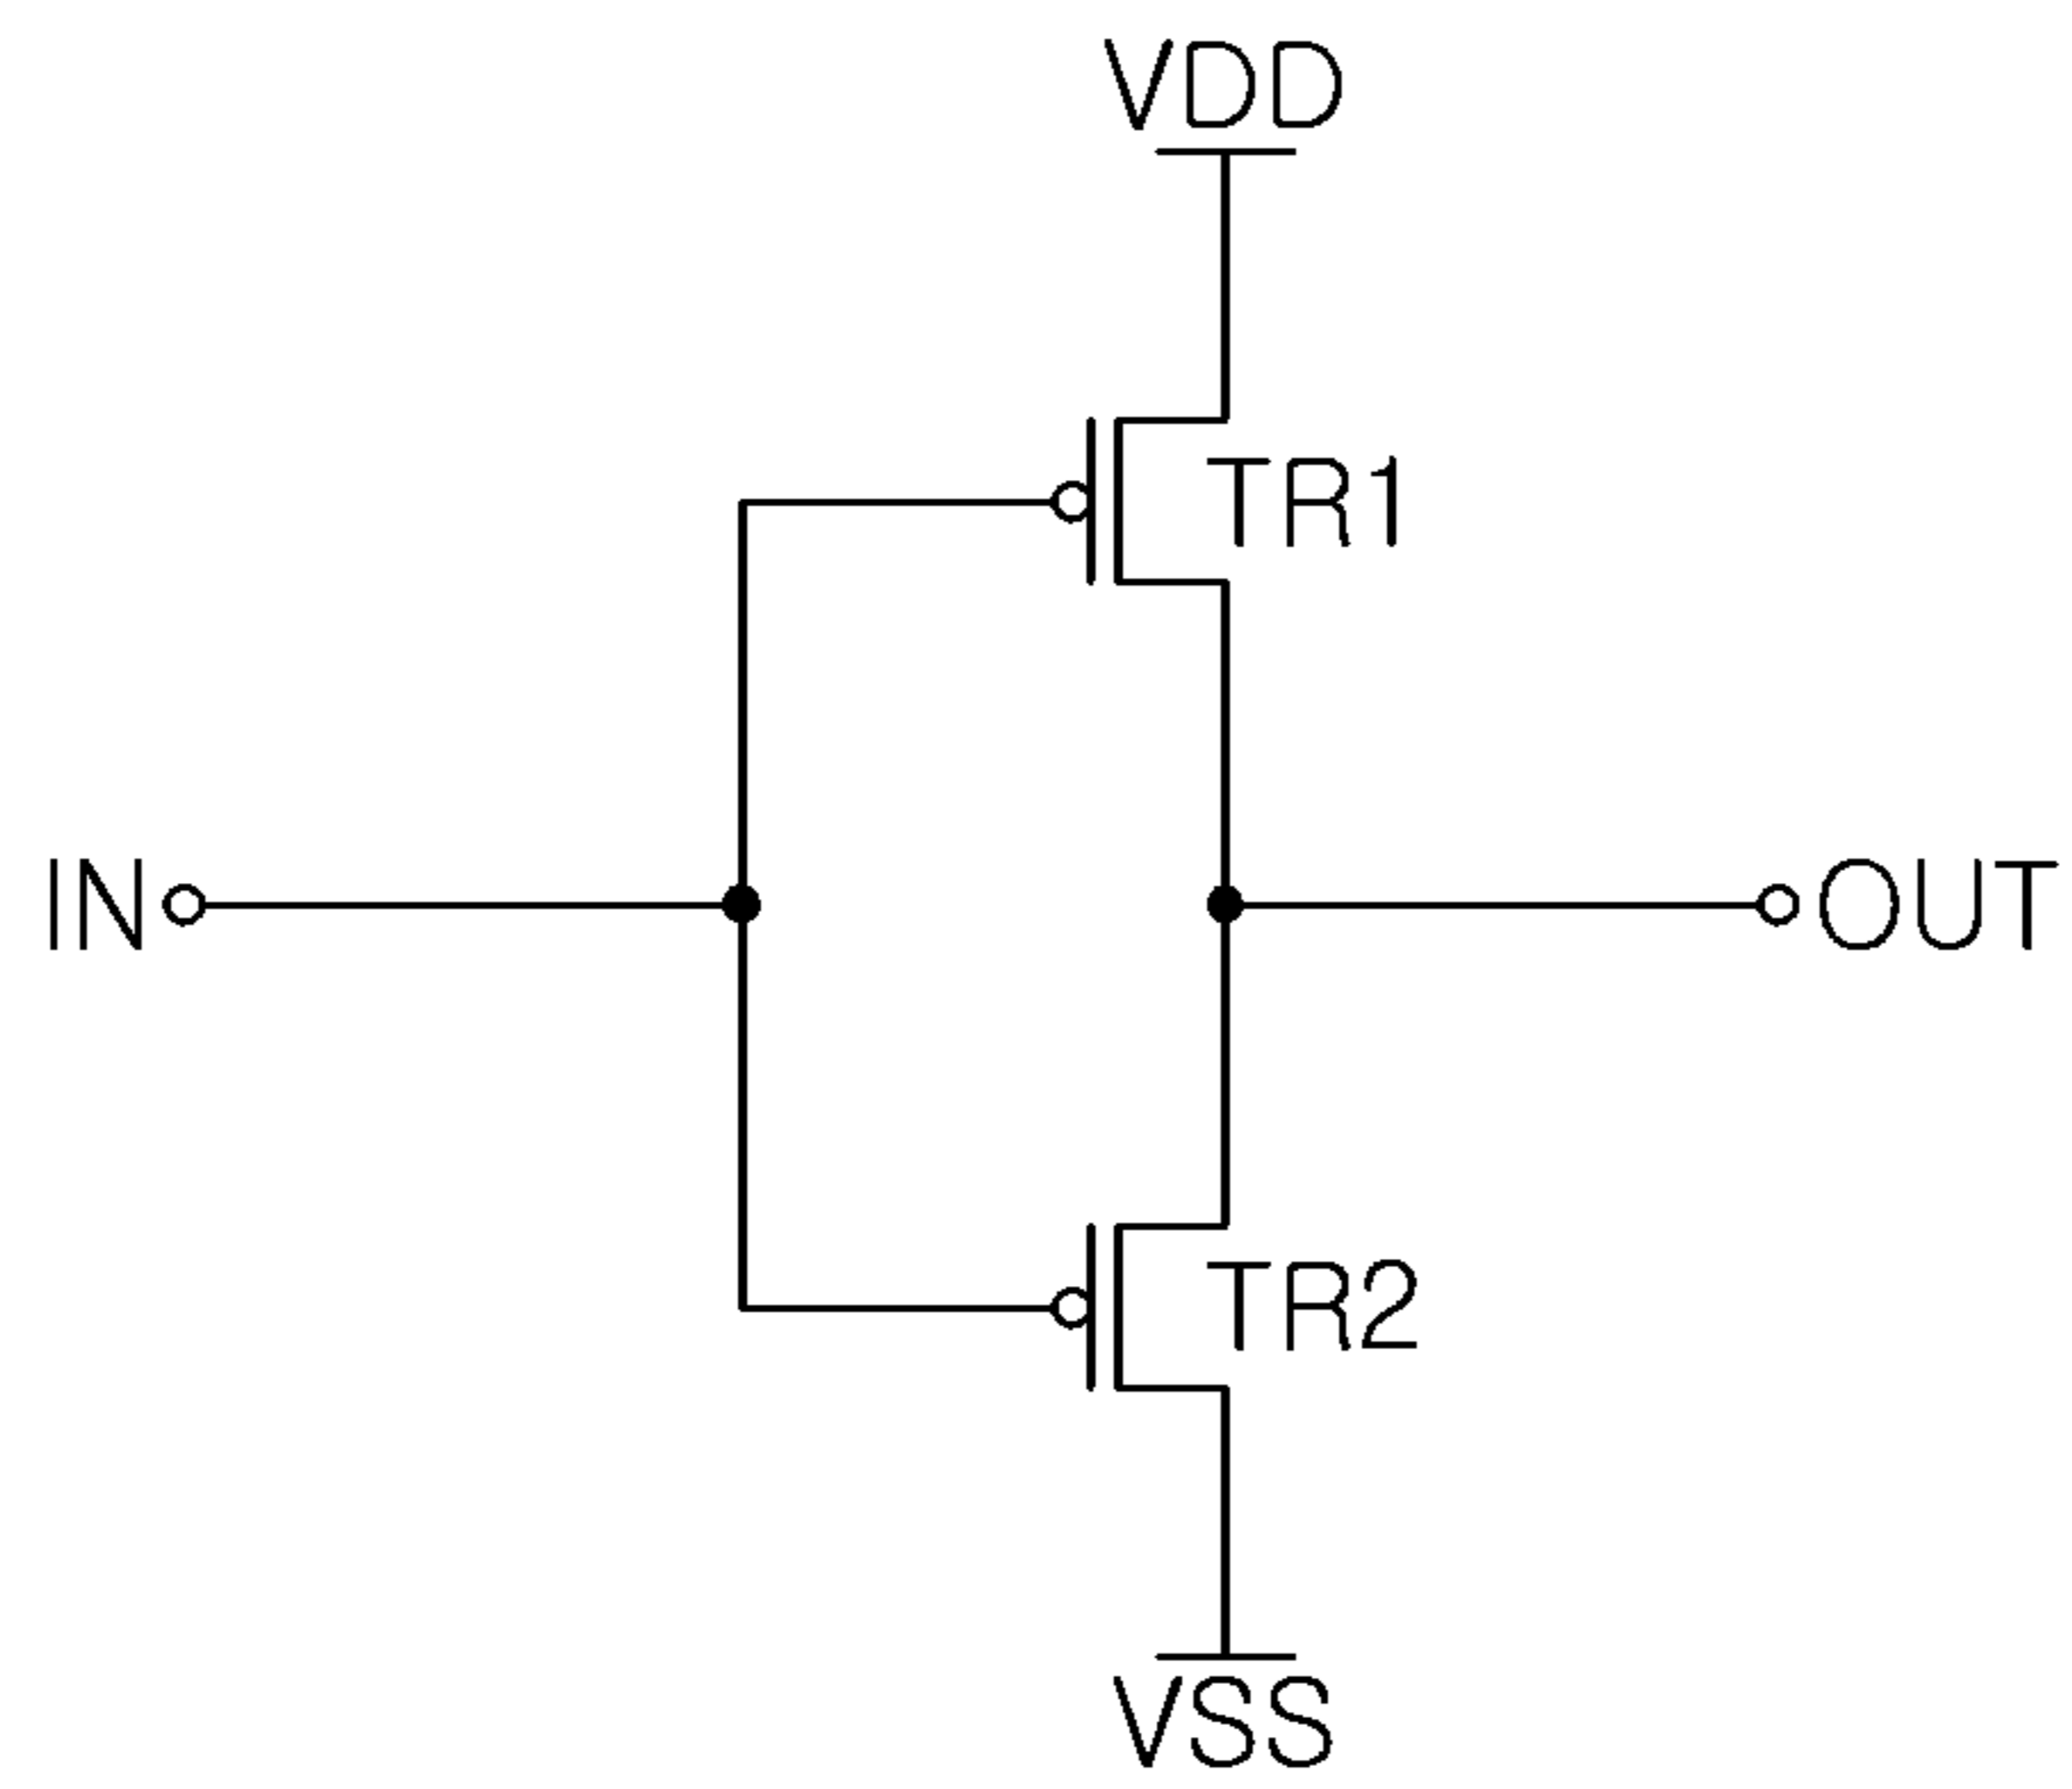 VDD
TR1
IN
OUT
TR2
VSS